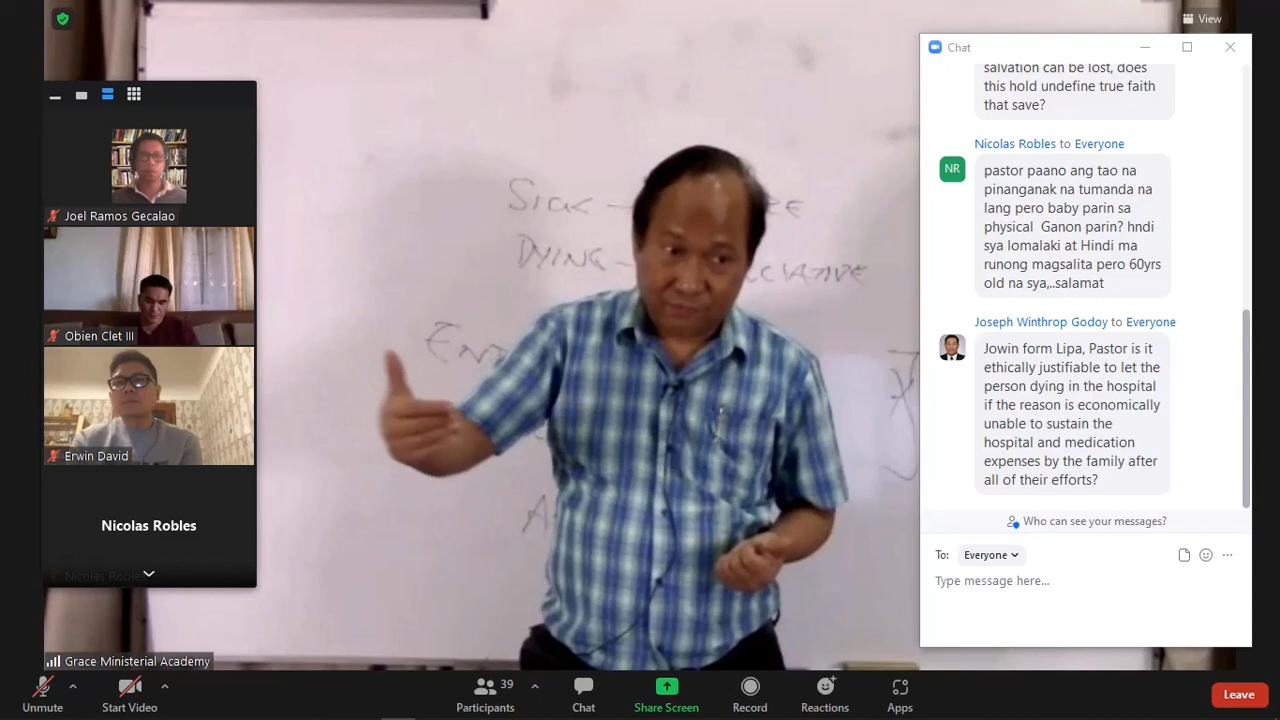 View
Joel Ramos Gecalao
Obien Clet III
Erwin David
Nicolas Robles
Nicolas Robles
Grace Ministerial Academy
SICK
DYING
Chat
salvation can be lost, does
this hold undefine true faith
that save?
Nicolas Robles to Everyone
NR
pastor paano ang tao na
pinanganak na tumanda na
lang pero baby parin sa
physical Ganon parin? hndi
sya lomalaki at Hindi ma
runong magsalita pero 60yrs
old na sya,..salamat
Joseph Winthrop Godoy to Everyone
Jowin form Lipa, Pastor is it
ethically justifiable to let the
person dying in the hospital
if the reason is economically
unable to sustain the
hospital and medication
expenses by the family after
all of their efforts?
Who can see your messages?
To: Everyone
Type message here...
Unmute
Start Video
39
Participants
Chat
Share Screen
Record
Reactions
Apps
Leave